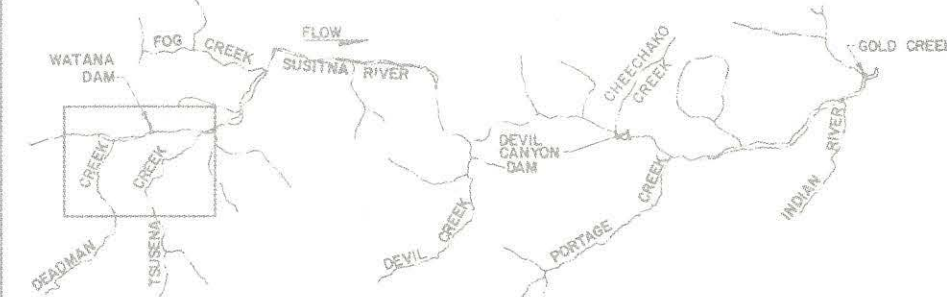 FOG CREEK
FLOW
SUSITNA RIVER
WATANA
DAM
CHEECHAKO
CREEK
GOLD CREEK
DEVIL
CANYON
DAM
CREEK
CREEK
DEADMAN
TSUSENA
DEVIL CREEK
PORTAGE CREEK
INDIAN RIVER